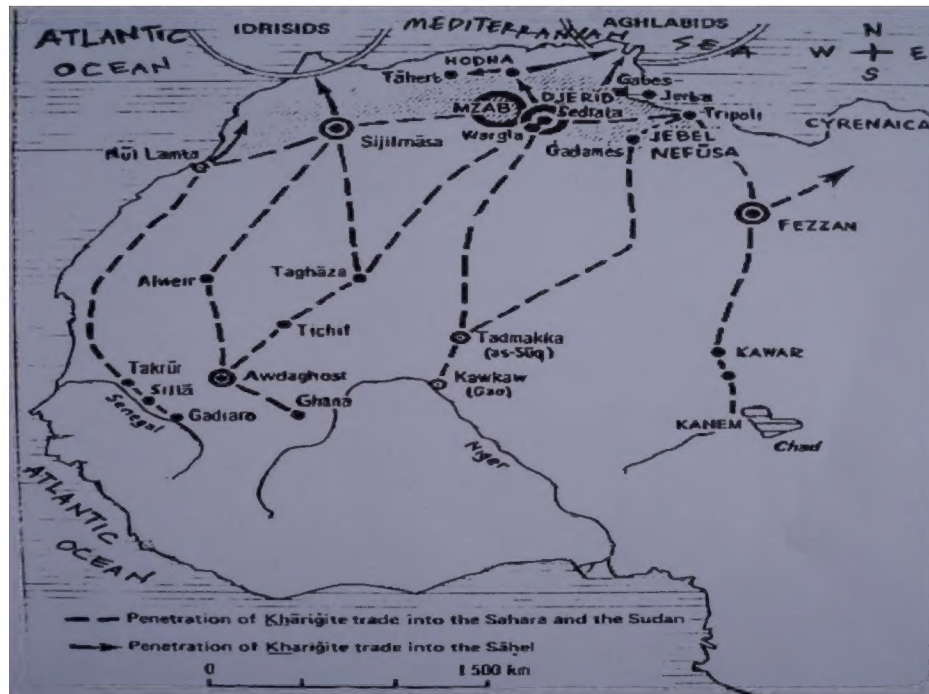 ATLANTIC
OCEAN
IDRISIDS
MEDITERRANEAN
SEA
AGHLABIDS
N
W E
S
HODNA
Tāhert
MZAB
DJERID
Sedrata
Wargla
Gabes
Jerba
Tripoli
CYRENAICA
Gadames
JEBEL
NEFŪSA
Nūl Lamta
Sijilmāsa
FEZZAN
Alweir
Taghāza
Tichit
Tadmakka
(as-Sūq)
KAWAR
Takrūr
Sillā
Awdaghost
Kawkaw
(Gao)
Senegal
Gadiaro
Ghana
KANEM
Chad
Niger
ATLANTIC
OCEAN
Penetration of Khāriǧite trade into the Sahara and the Sudan
Penetration of Khāriǧite trade into the Sāhel
0 1 500 km